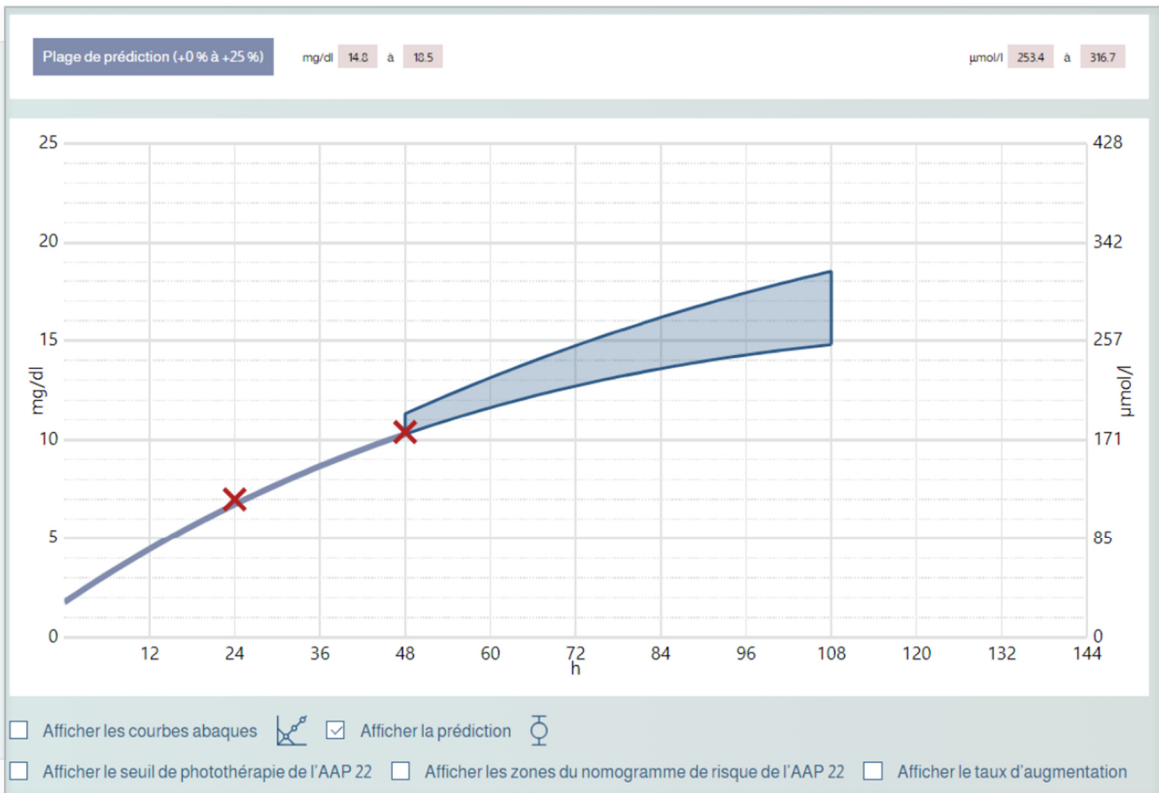 Plage de prédiction (+0 % à +25 %) mg/dl 14.8 à 18.5 µmol/l 253.4 à 316.7
25 428
20 342
15 257
mg/dl µmol/l
10 171
5 85
0 0
12 24 36 48 60 72 84 96 108 120 132 144
h
Afficher les courbes abaques Afficher la prédiction
Afficher le seuil de photothérapie de l'AAP 22 Afficher les zones du nomogramme de risque de l'AAP 22 Afficher le taux d'augmentation